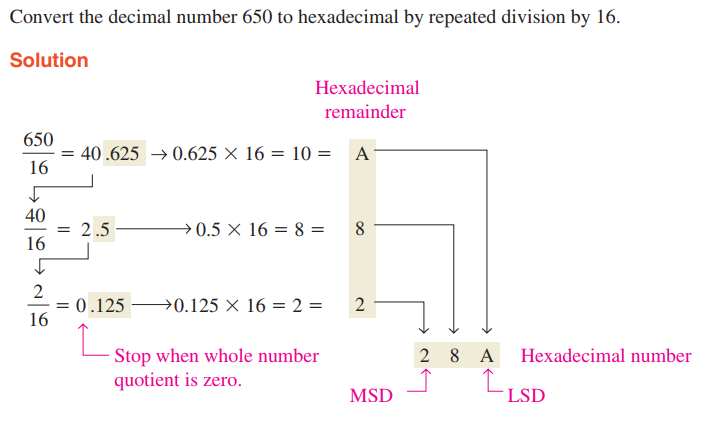 Convert the decimal number 650 to hexadecimal by repeated division by 16.
Solution
Hexadecimal
remainder
650/16 = 40.625 → 0.625 × 16 = 10 = A
40/16 = 2.5 → 0.5 × 16 = 8 = 8
2/16 = 0.125 → 0.125 × 16 = 2 = 2
Stop when whole number
quotient is zero.
2 8 A Hexadecimal number
MSD LSD